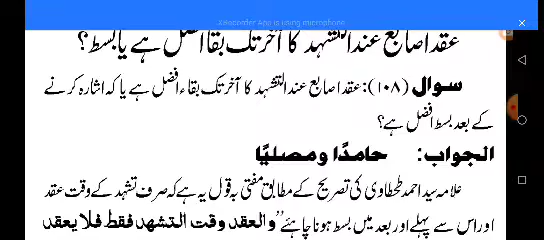 XRecorder App is using microphone
عقد اصابع عند التشہد کا آخر تک بقا افضل ہے یا بسط؟
سوال (۱۰۸): عقد اصابع عند التشہد کا آخر تک بقاء افضل ہے یا کہ اشارہ کرنے
کے بعد بسط افضل ہے؟
الجواب: حامدًا ومصلیًا
علامہ سید احمد طحطاوی کی تصریح کے مطابق مفتی بہ قول یہ ہے کہ صرف تشہد کے وقت عقد
اور اس سے پہلے اور بعد میں بسط ہونا چاہئے "والعقد وقت التشهد فقط فلا يعقد